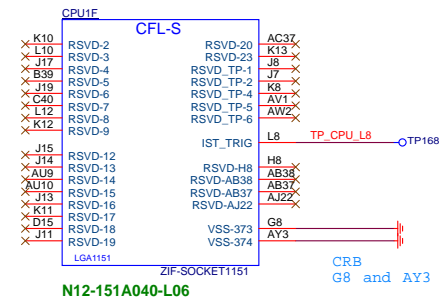 CPU1F
CFL-S
K10 RSVD-2
L10 RSVD-3
J17 RSVD-4
B39 RSVD-5
J19 RSVD-6
C40 RSVD-7
L12 RSVD-8
K12 RSVD-9
J15 RSVD-12
J14 RSVD-13
AU9 RSVD-14
AU10 RSVD-15
J13 RSVD-16
K11 RSVD-17
D15 RSVD-18
J11 RSVD-19
RSVD-20 AC37
RSVD-23 K13
RSVD_TP-1 J8
RSVD_TP-2 J7
RSVD_TP-4 K8
RSVD_TP-5 AV1
RSVD_TP-6 AW2
IST_TRIG L8 TP_CPU_L8 TP168
RSVD-H8 H8
RSVD-AB38 AB38
RSVD-AB37 AB37
RSVD-AJ22 AJ22
VSS-373 G8
VSS-374 AY3
LGA1151
ZIF-SOCKET1151
N12-151A040-L06
CRB
G8 and AY3